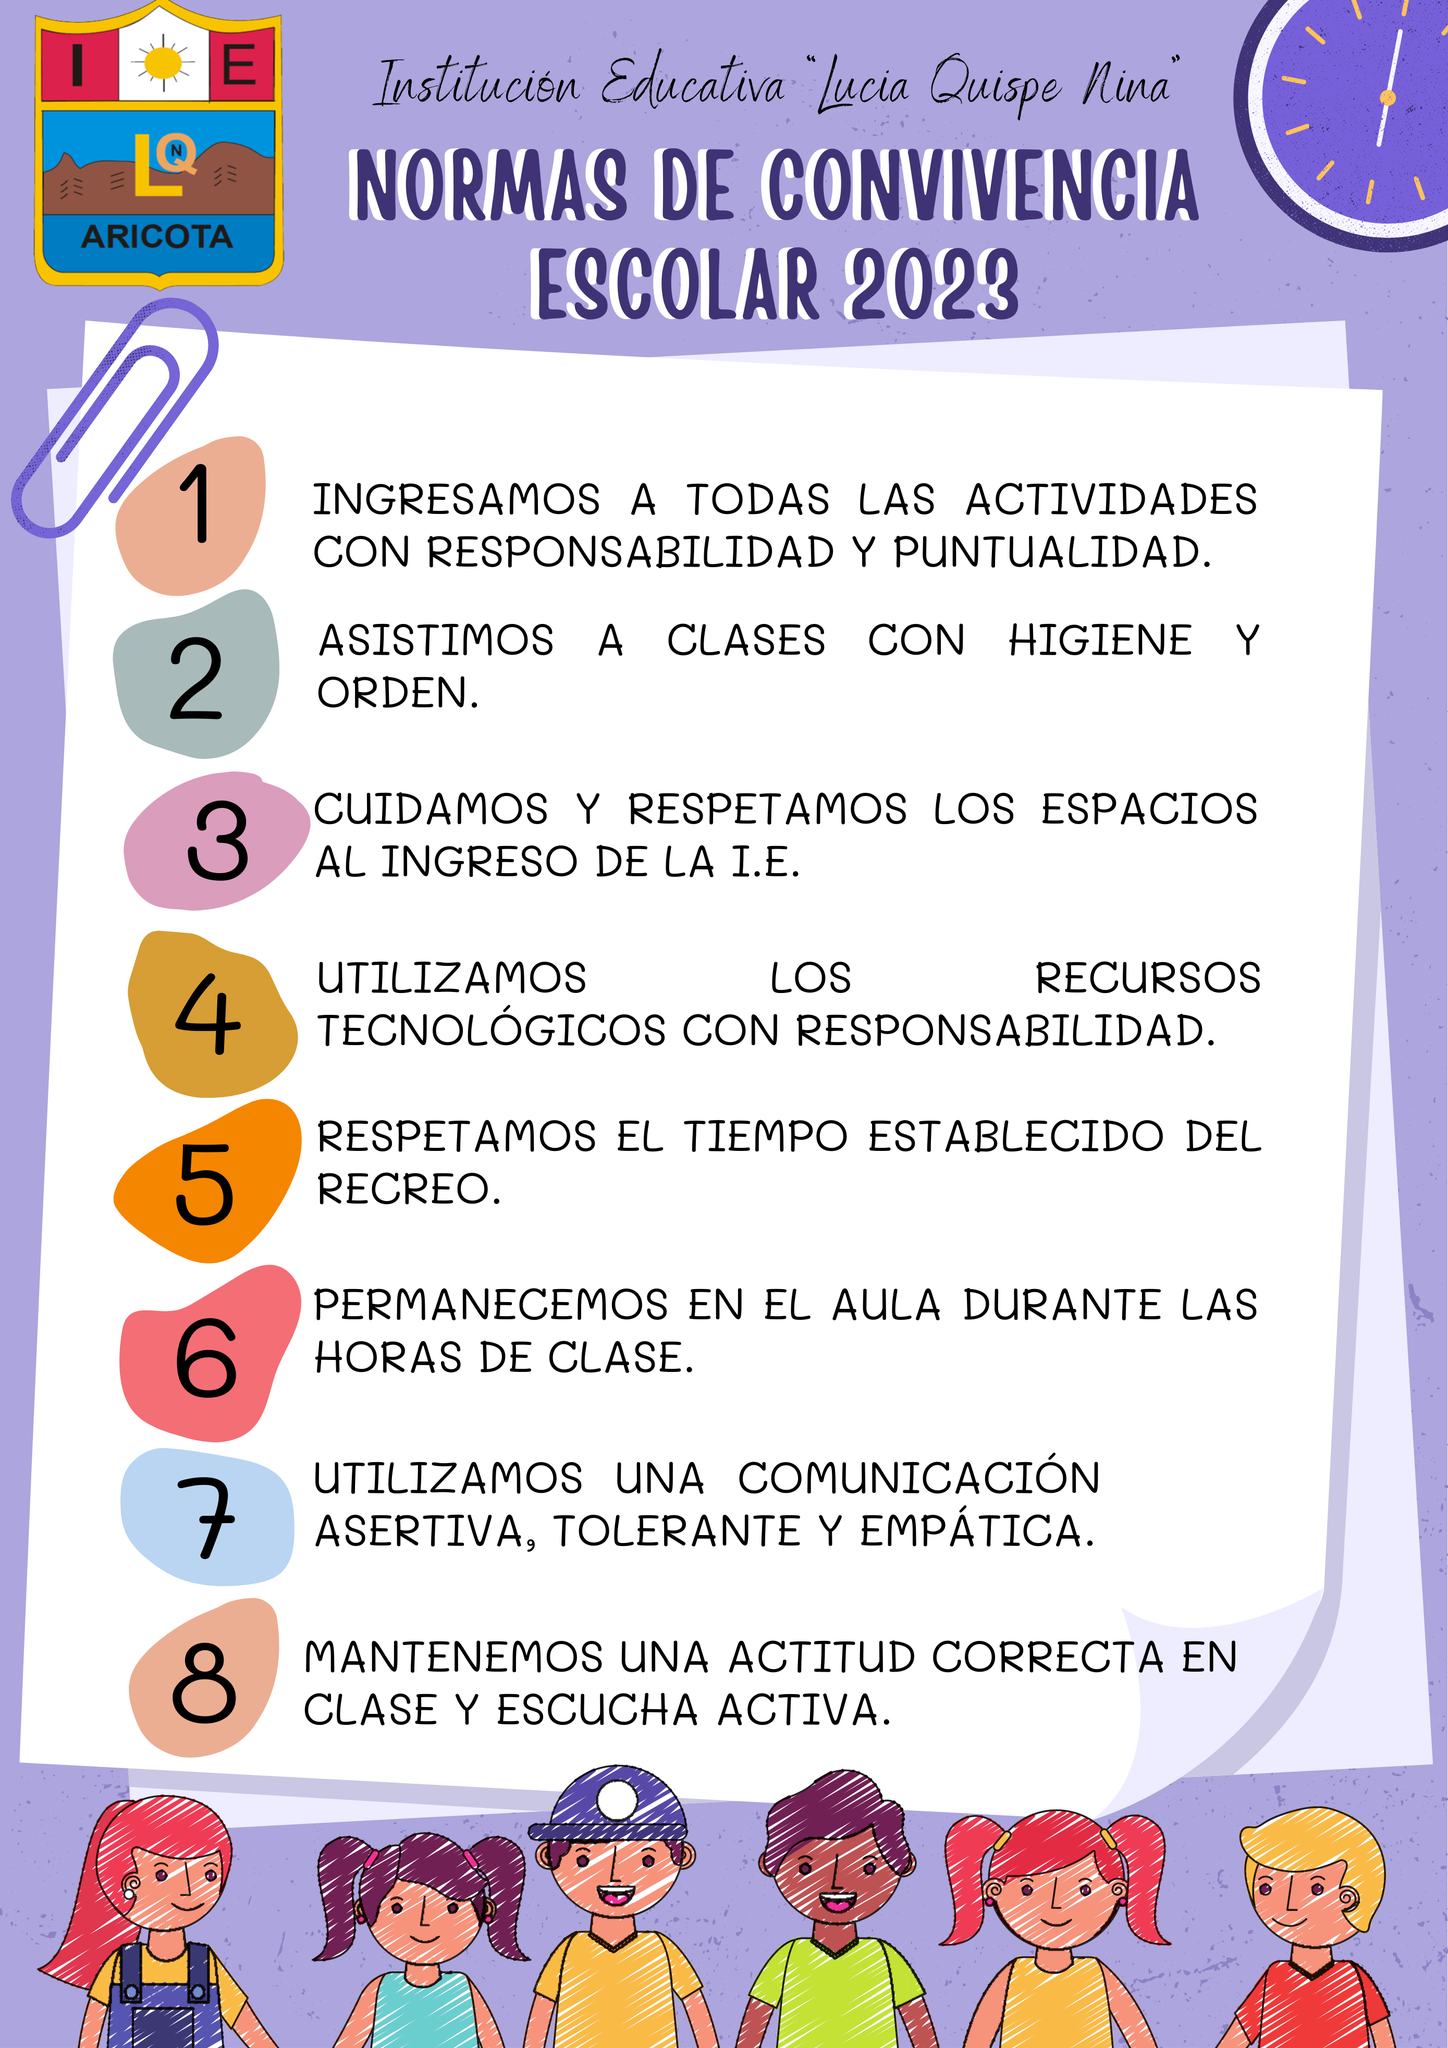 I E
LQN
ARICOTA
Institución Educativa "Lucia Quispe Nina"
NORMAS DE CONVIVENCIA
ESCOLAR 2023
1
INGRESAMOS A TODAS LAS ACTIVIDADES
CON RESPONSABILIDAD Y PUNTUALIDAD.
2
ASISTIMOS A CLASES CON HIGIENE Y
ORDEN.
3
CUIDAMOS Y RESPETAMOS LOS ESPACIOS
AL INGRESO DE LA I.E.
4
UTILIZAMOS LOS RECURSOS
TECNOLÓGICOS CON RESPONSABILIDAD.
5
RESPETAMOS EL TIEMPO ESTABLECIDO DEL
RECREO.
6
PERMANECEMOS EN EL AULA DURANTE LAS
HORAS DE CLASE.
7
UTILIZAMOS UNA COMUNICACIÓN
ASERTIVA, TOLERANTE Y EMPÁTICA.
8
MANTENEMOS UNA ACTITUD CORRECTA EN
CLASE Y ESCUCHA ACTIVA.